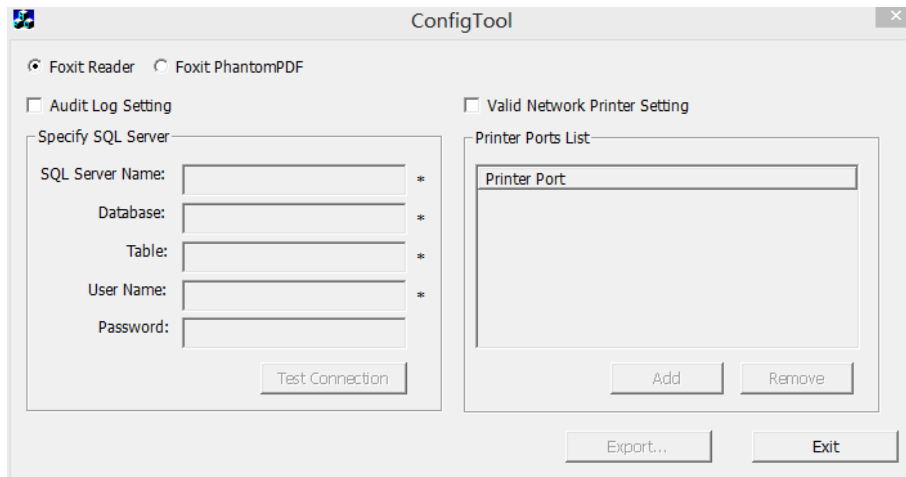 ConfigTool
Foxit Reader Foxit PhantomPDF
Audit Log Setting
Specify SQL Server
SQL Server Name: *
Database: *
Table: *
User Name: *
Password:
Test Connection
Valid Network Printer Setting
Printer Ports List
Printer Port
Add Remove
Export... Exit